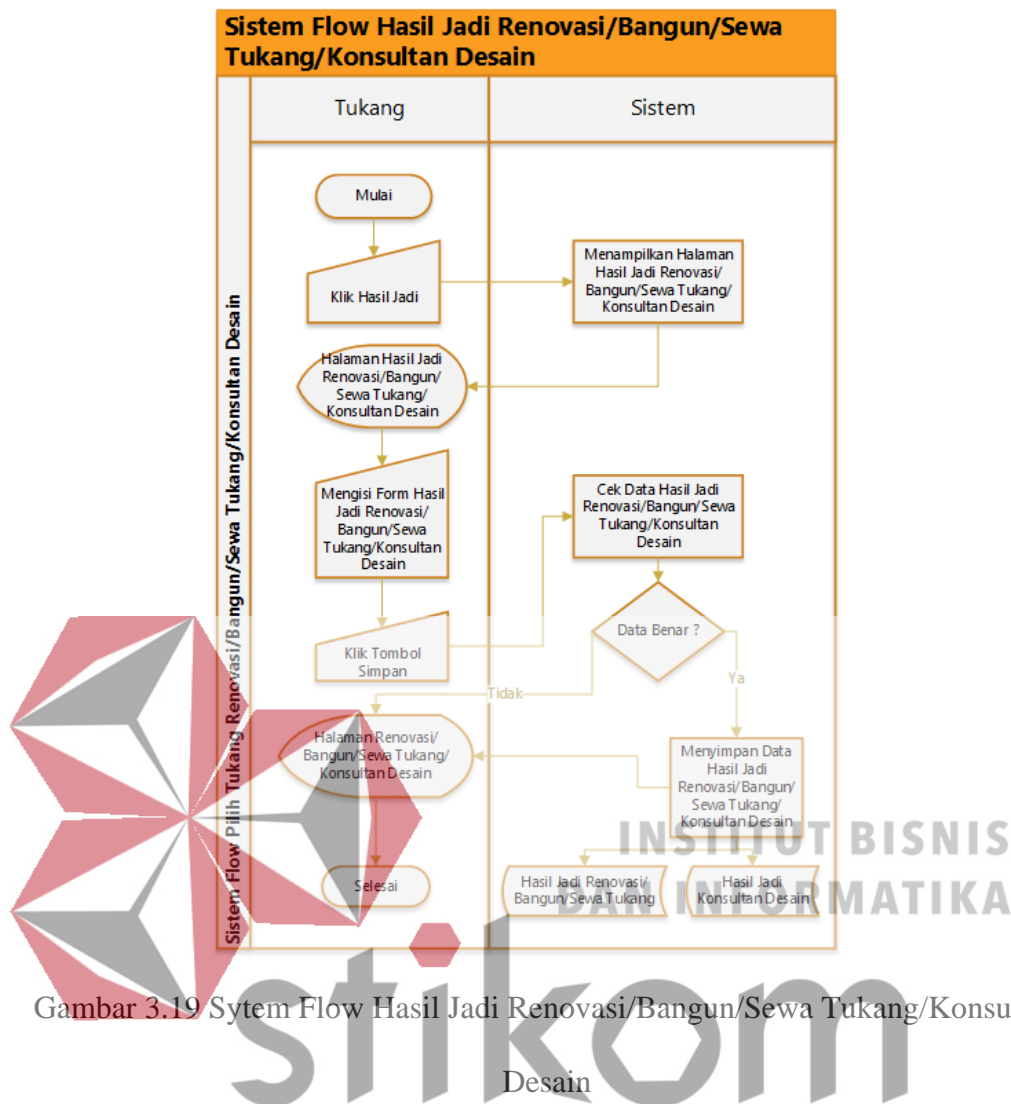 Sistem Flow Hasil Jadi Renovasi/Bangun/Sewa
Tukang/Konsultan Desain
Sistem Flow Pilih Tukang Renovasi/Bangun/Sewa Tukang/Konsultan Desain
Tukang
Sistem
Mulai
Klik Hasil Jadi
Menampilkan Halaman
Hasil Jadi Renovasi/
Bangun/Sewa Tukang/
Konsultan Desain
Halaman Hasil Jadi
Renovasi/Bangun/
Sewa Tukang/
Konsultan Desain
Mengisi Form Hasil
Jadi Renovasi/
Bangun/Sewa
Tukang/Konsultan
Desain
Cek Data Hasil Jadi
Renovasi/Bangun/Sewa
Tukang/Konsultan
Desain
Klik Tombol
Simpan
Data Benar ?
Tidak
Ya
Halaman Renovasi/
Bangun/Sewa Tukang/
Konsultan Desain
Menyimpan Data
Hasil Jadi
Renovasi/Bangun/
Sewa Tukang/
Konsultan Desain
Selesai
Hasil Jadi Renovasi/
Bangun/Sewa Tukang
Hasil Jadi
Konsultan Desain
INSTITUT BISNIS
DAN INFORMATIKA
stikom
Gambar 3.19 Sytem Flow Hasil Jadi Renovasi/Bangun/Sewa Tukang/Konsu
Desain